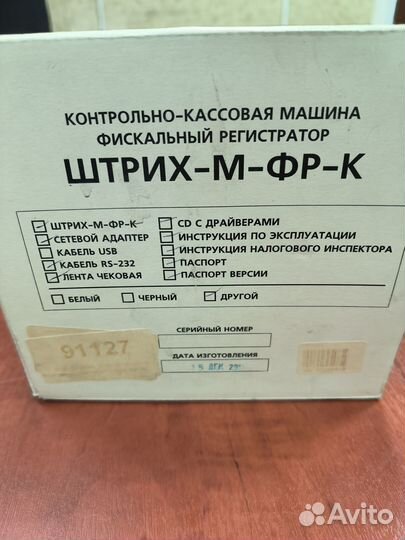 КОНТРОЛЬНО-КАССОВАЯ МАШИНА
ФИСКАЛЬНЫЙ РЕГИСТРАТОР
ШТРИХ-М-ФР-К
ШТРИХ-М-ФР-К
СЕТЕВОЙ АДАПТЕР
КАБЕЛЬ USB
КАБЕЛЬ RS-232
ЛЕНТА ЧЕКОВАЯ
CD С ДРАЙВЕРАМИ
ИНСТРУКЦИЯ ПО ЭКСПЛУАТАЦИИ
ИНСТРУКЦИЯ НАЛОГОВОГО ИНСПЕКТОРА
ПАСПОРТ
ПАСПОРТ ВЕРСИИ
БЕЛЫЙ ЧЕРНЫЙ ДРУГОЙ
СЕРИЙНЫЙ НОМЕР
91127
ДАТА ИЗГОТОВЛЕНИЯ
ДЕК
Avito